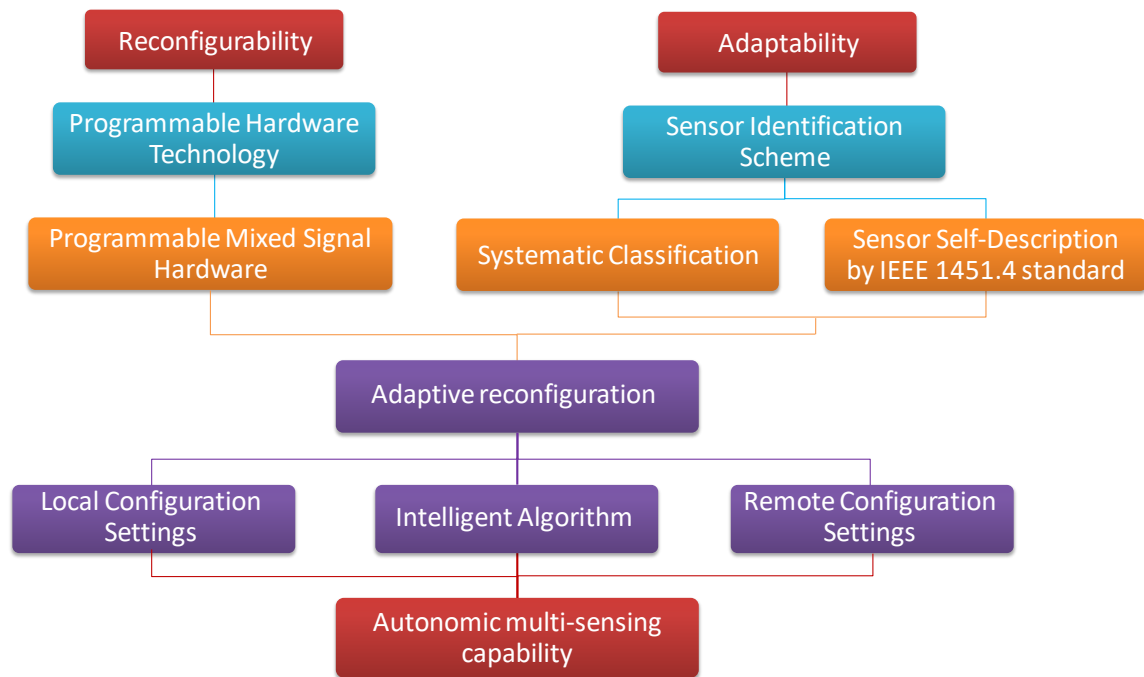 Reconfigurability
Adaptability
Programmable Hardware
Technology
Sensor Identification
Scheme
Programmable Mixed Signal
Hardware
Systematic Classification
Sensor Self-Description
by IEEE 1451.4 standard
Adaptive reconfiguration
Local Configuration
Settings
Intelligent Algorithm
Remote Configuration
Settings
Autonomic multi-sensing
capability